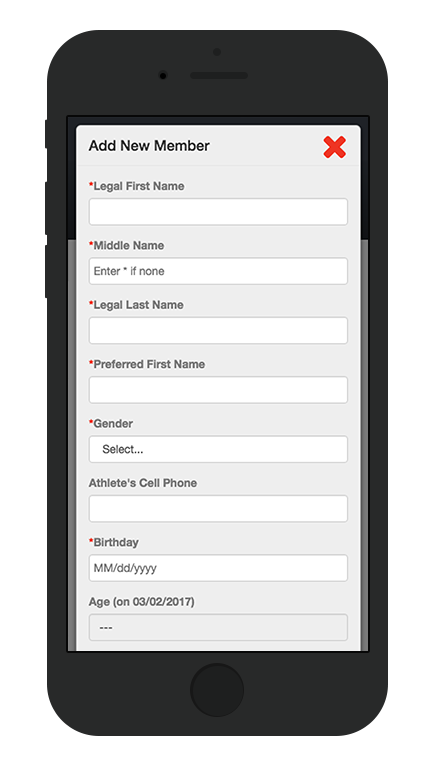 Add New Member
*Legal First Name
*Middle Name
Enter * if none
*Legal Last Name
*Preferred First Name
*Gender
Select...
Athlete's Cell Phone
*Birthday
MM/dd/yyyy
Age (on 03/02/2017)
---